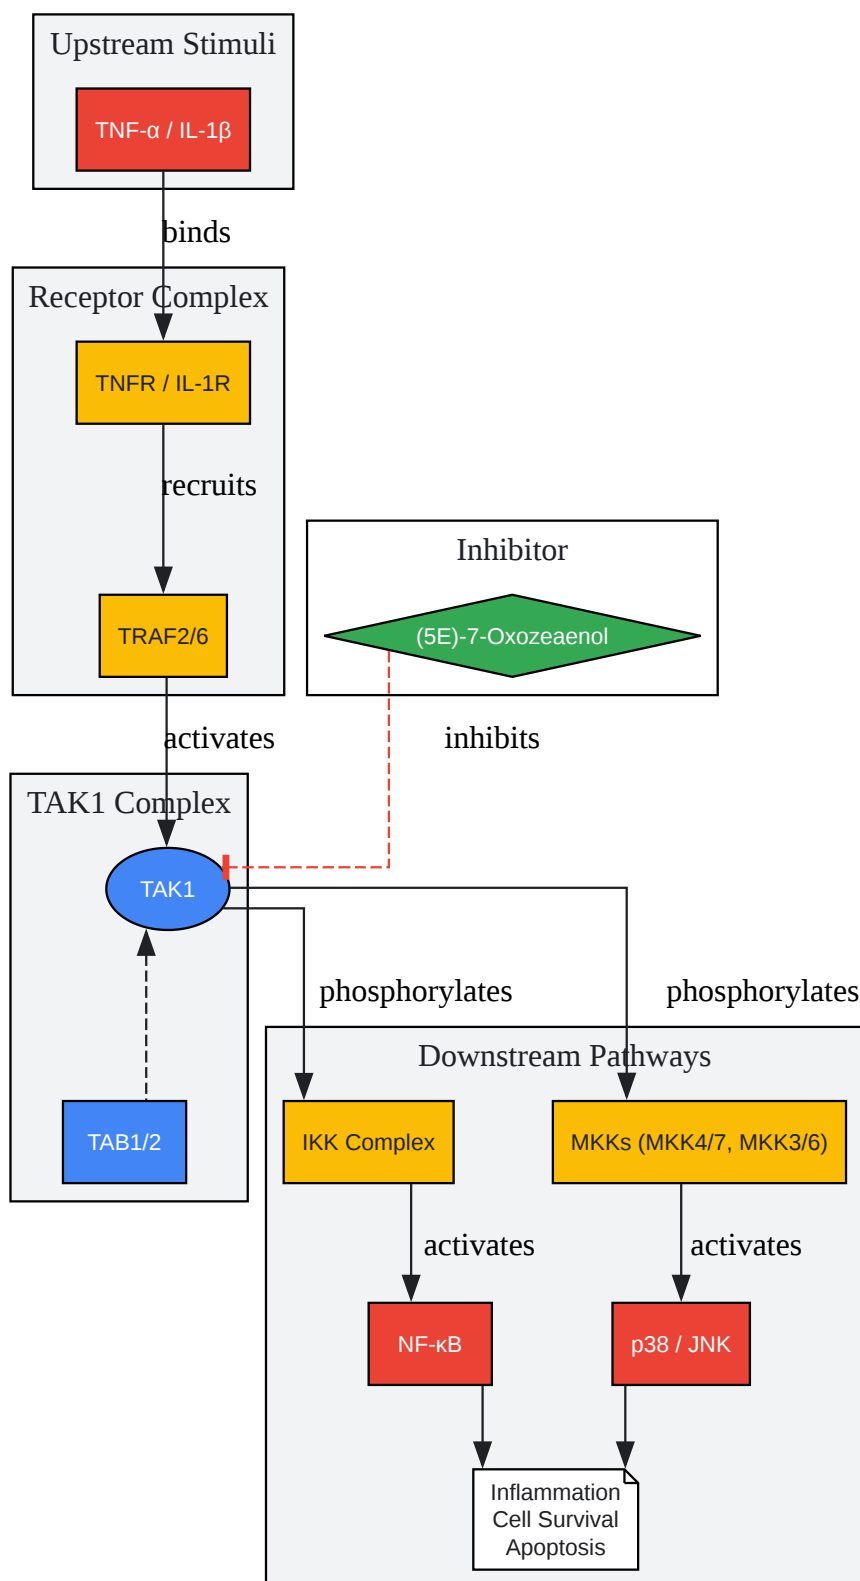 Upstream Stimuli
TNF-α / IL-1β
binds
Receptor Complex
TNFR / IL-1R
recruits
Inhibitor
TRAF2/6
(5E)-7-Oxozeaenol
activates
inhibits
TAK1 Complex
TAK1
phosphorylates
phosphorylates
Downstream Pathways
TAB1/2
IKK Complex
MKKs (MKK4/7, MKK3/6)
activates
activates
NF-κB
p38 / JNK
Inflammation
Cell Survival
Apoptosis